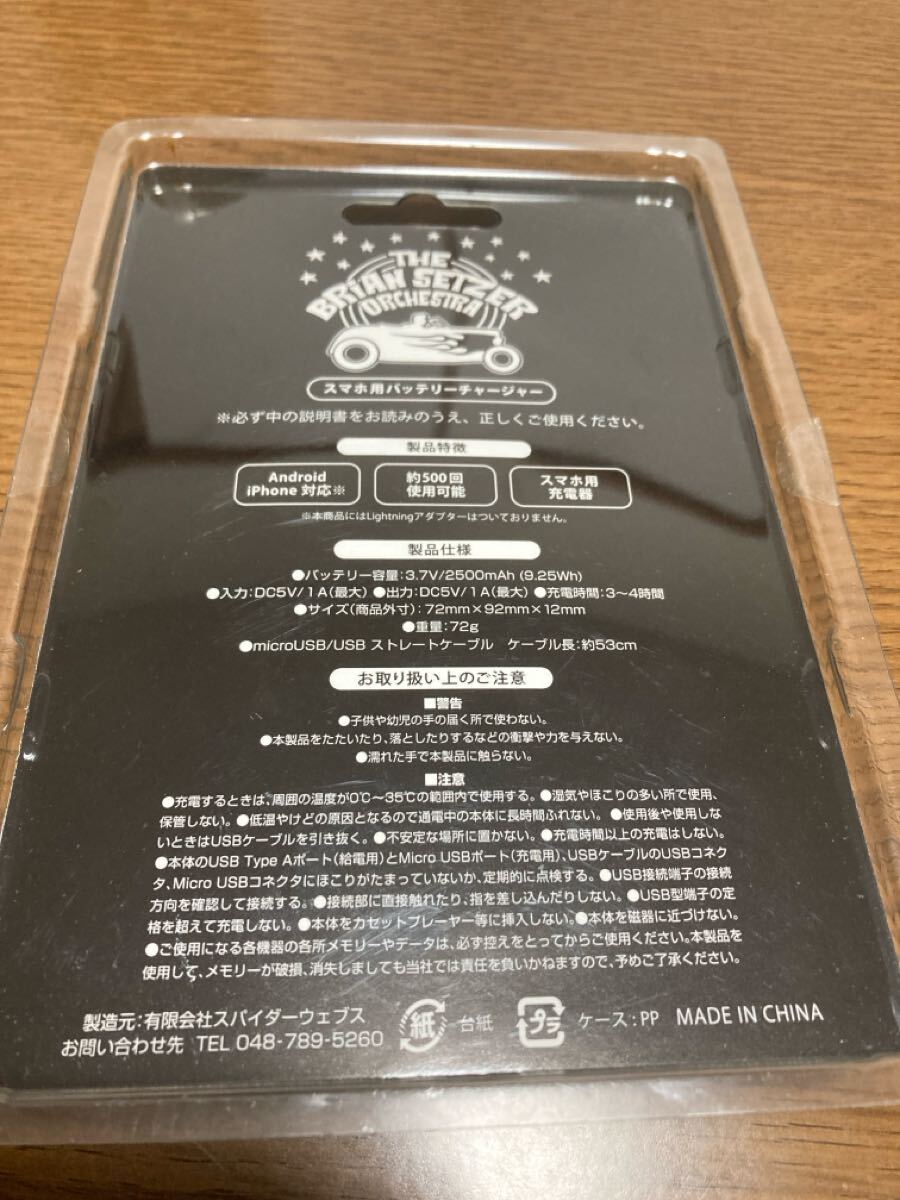 THE
BRIAN SETZER
ORCHESTRA
スマホ用バッテリーチャージャー
※必ず中の説明書をお読みのうえ、正しくご使用ください。
製品特徴
Android
iPhone 対応※
約500回
使用可能
スマホ用
充電器
※本商品にはLightningアダプターはついておりません。
製品仕様
●バッテリー容量:3.7V/2500mAh (9.25Wh)
●入力:DC5V/1A(最大) ●出力:DC5V/1A(最大) ●充電時間:3〜4時間
●サイズ(商品外寸):72mm×92mm×12mm
●重量:72g
●microUSB/USB ストレートケーブル ケーブル長:約53cm
お取り扱い上のご注意
■警告
●子供や幼児の手の届く所で使わない。
●本製品をたたいたり、落としたりするなどの衝撃や力を与えない。
●濡れた手で本製品に触らない。
■注意
●充電するときは、周囲の温度が0℃〜35℃の範囲内で使用する。●湿気やほこりの多い所で使用、
保管しない。●低温やけどの原因となるので通電中の本体に長時間ふれない。●使用後や使用しな
いときはUSBケーブルを引き抜く。●不安定な場所に置かない。●充電時間以上の充電はしない。
●本体のUSB Type Aポート(給電用)とMicro USBポート(充電用)、USBケーブルのUSBコネク
タ、Micro USBコネクタにほこりがたまっていないか、定期的に点検する。●USB接続端子の接続
方向を確認して接続する。●接続部に直接触れたり、指を差し込んだりしない。●USB型端子の定
格を超えて充電しない。●本体をカセットプレーヤー等に挿入しない。●本体を磁器に近づけない。
●ご使用になる各機器の各所メモリーやデータは、必ず控えをとってからご使用ください。本製品を
使用して、メモリーが破損、消失しましても当社では責任を負いかねますので、予めご了承ください。
製造元:有限会社スパイダーウェブス
お問い合わせ先 TEL 048-789-5260
紙 台紙
プラ ケース:PP MADE IN CHINA